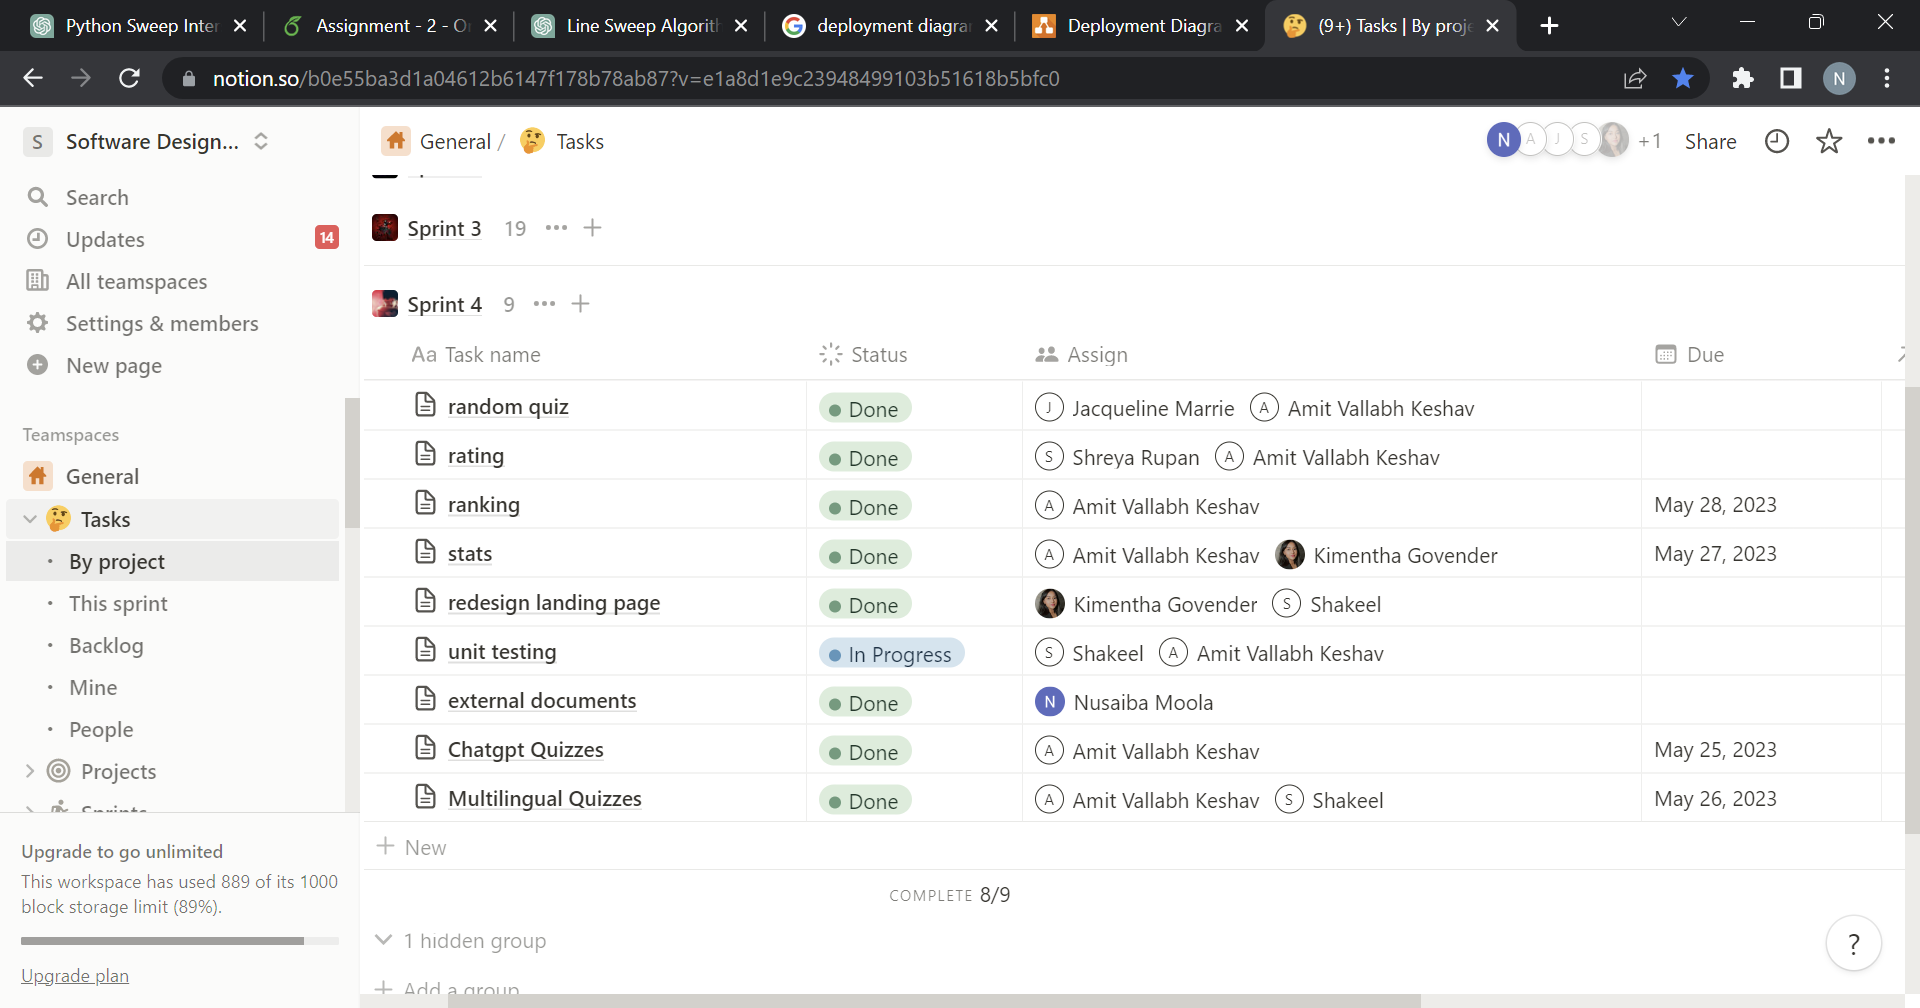 Python Sweep Inter
Assignment - 2 - O
Line Sweep Algorith
deployment diagra
Deployment Diagra
(9+) Tasks | By proje
notion.so/b0e55ba3d1a04612b6147f178b78ab87?v=e1a8d1e9c23948499103b51618b5bfc0
N
S Software Design...
General / Tasks
N A J S +1 Share
Search
Updates 14
All teamspaces
Settings & members
New page
Teamspaces
General
Tasks
By project
This sprint
Backlog
Mine
People
Projects
Sprints
Upgrade to go unlimited
This workspace has used 889 of its 1000
block storage limit (89%).
Upgrade plan
Sprint 3 19
Sprint 4 9
Aa Task name Status Assign Due
random quiz Done J Jacqueline Marrie A Amit Vallabh Keshav
rating Done S Shreya Rupan A Amit Vallabh Keshav
ranking Done A Amit Vallabh Keshav May 28, 2023
stats Done A Amit Vallabh Keshav Kimentha Govender May 27, 2023
redesign landing page Done Kimentha Govender S Shakeel
unit testing In Progress S Shakeel A Amit Vallabh Keshav
external documents Done N Nusaiba Moola
Chatgpt Quizzes Done A Amit Vallabh Keshav May 25, 2023
Multilingual Quizzes Done A Amit Vallabh Keshav S Shakeel May 26, 2023
New
COMPLETE 8/9
1 hidden group
Add a group
?